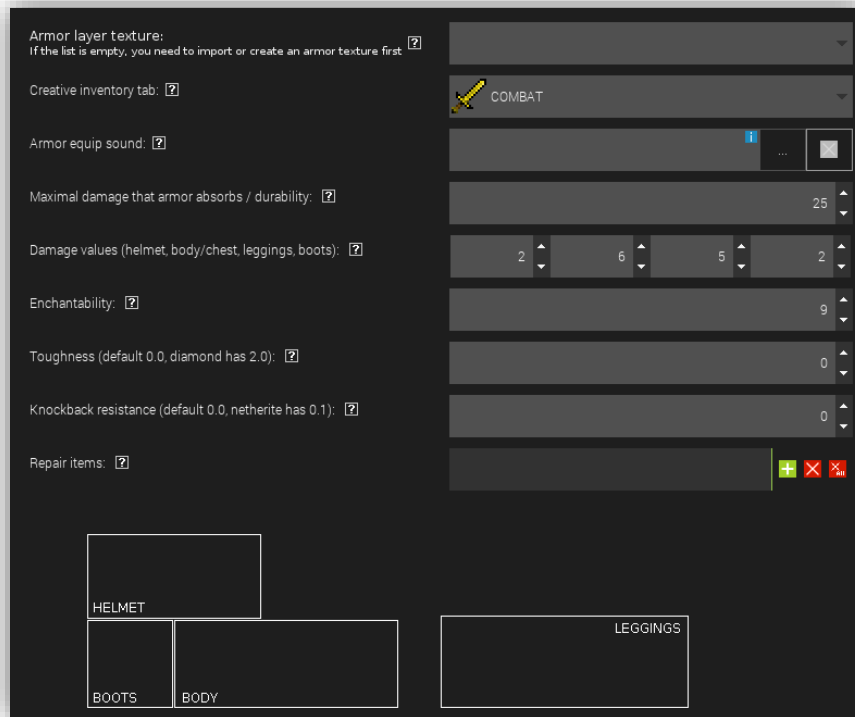 Armor layer texture:
If the list is empty, you need to import or create an armor texture first ?
Creative inventory tab: ?
COMBAT
Armor equip sound: ?
i
...
Maximal damage that armor absorbs / durability: ?
25
Damage values (helmet, body/chest, leggings, boots): ?
2 6 5 2
Enchantability: ?
9
Toughness (default 0.0, diamond has 2.0): ?
0
Knockback resistance (default 0.0, netherite has 0.1): ?
0
Repair items: ?
All
HELMET
LEGGINGS
BOOTS BODY